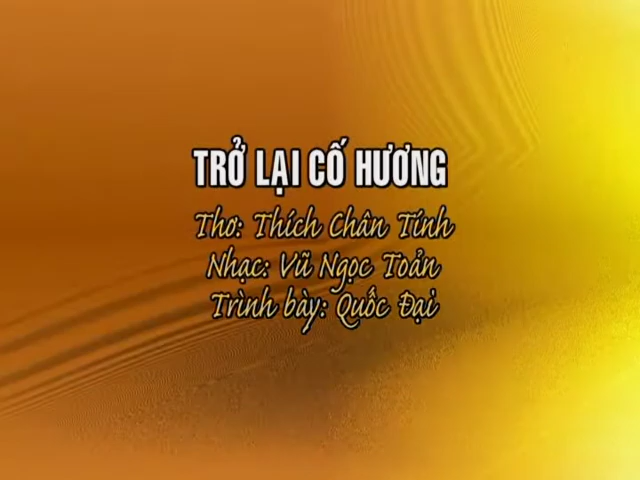 TRỞ LẠI CỐ HƯƠNG
Thơ: Thích Chân Tính
Nhạc: Vũ Ngọc Toản
Trình bày: Quốc Đại